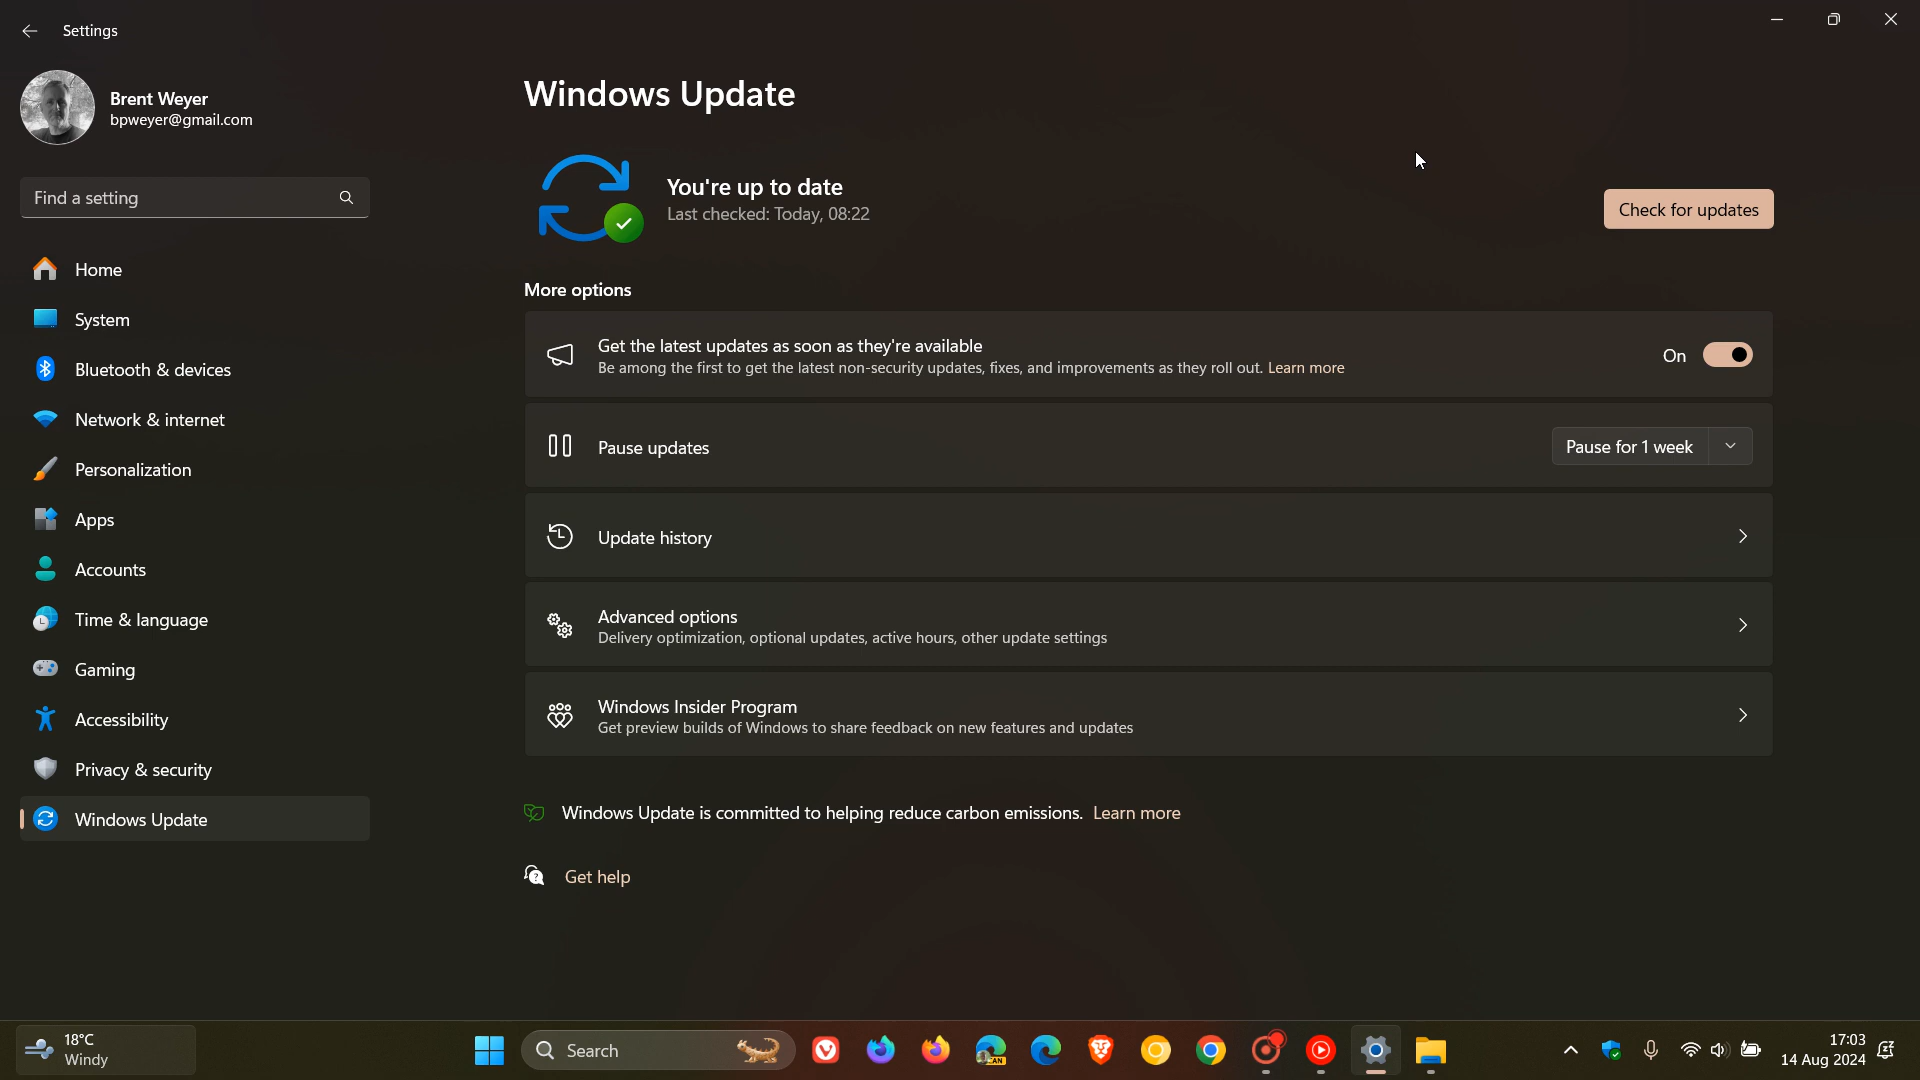 Settings
Brent Weyer
bpweyer@gmail.com
Find a setting
Home
System
Bluetooth & devices
Network & internet
Personalization
Apps
Accounts
Time & language
Gaming
Accessibility
Privacy & security
Windows Update
Windows Update
You're up to date
Last checked: Today, 08:22
Check for updates
More options
Get the latest updates as soon as they're available
Be among the first to get the latest non-security updates, fixes, and improvements as they roll out. Learn more
On
Pause updates
Pause for 1 week
Update history
Advanced options
Delivery optimization, optional updates, active hours, other update settings
Windows Insider Program
Get preview builds of Windows to share feedback on new features and updates
Windows Update is committed to helping reduce carbon emissions. Learn more
Get help
18°C
Windy
Search
CAN
17:03
14 Aug 2024